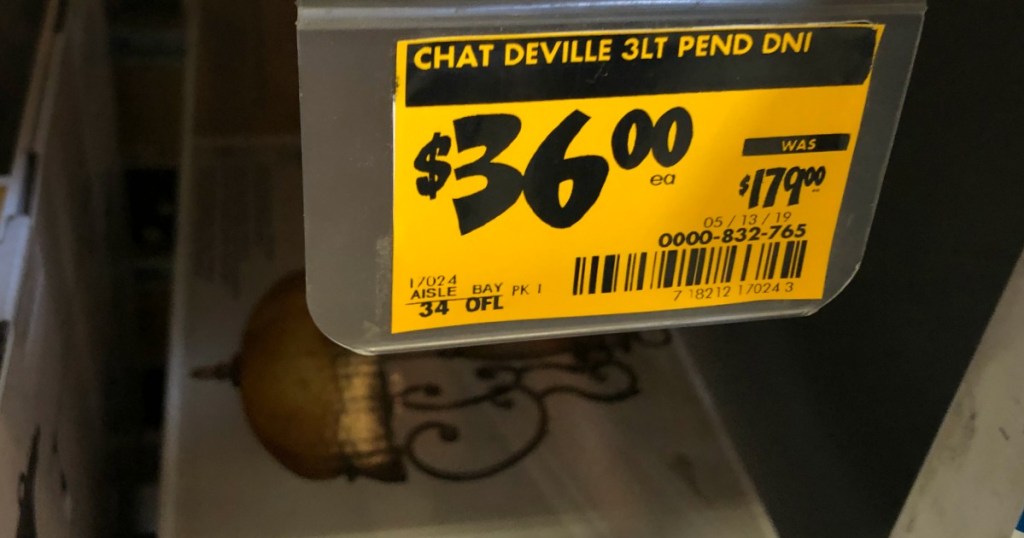 CHAT DEVILLE 3LT PEND DNI
$36.00
ea
WAS
$179.00
05/13/19
0000-832-765
17024
AISLE BAY PK 1
34 OFL
7 18212 17024 3